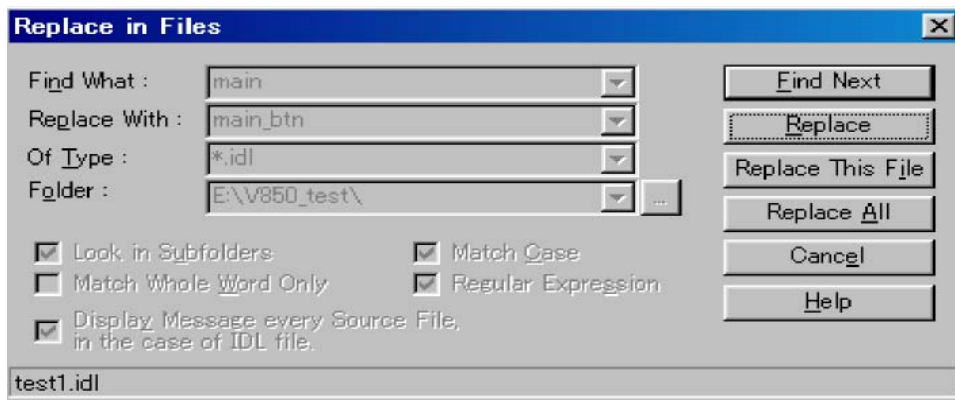 Replace in Files
Find What :
main
Find Next
Replace With :
main_btn
Replace
Of Type :
*.idl
Replace This File
Folder :
E:\V850_test\
...
Replace All
Look in Subfolders
Match Case
Cancel
Match Whole Word Only
Regular Expression
Help
Display Message every Source File,
in the case of IDL file.
test1.idl